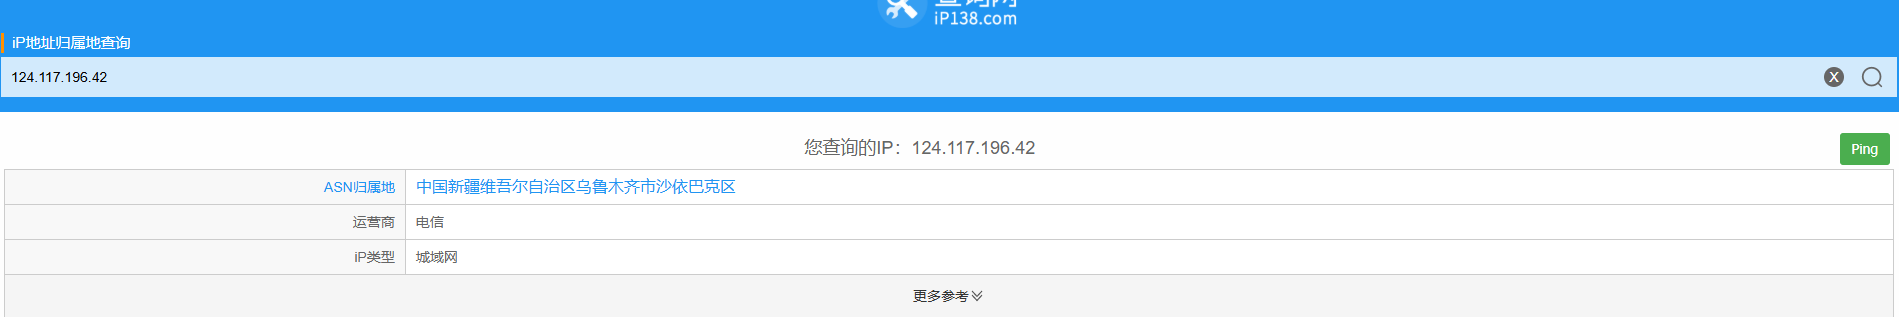 查询网
iP138.com
iP地址归属地查询
124.117.196.42
X
您查询的IP：124.117.196.42
Ping
ASN归属地 中国新疆维吾尔自治区乌鲁木齐市沙依巴克区
运营商 电信
iP类型 城域网
更多参考